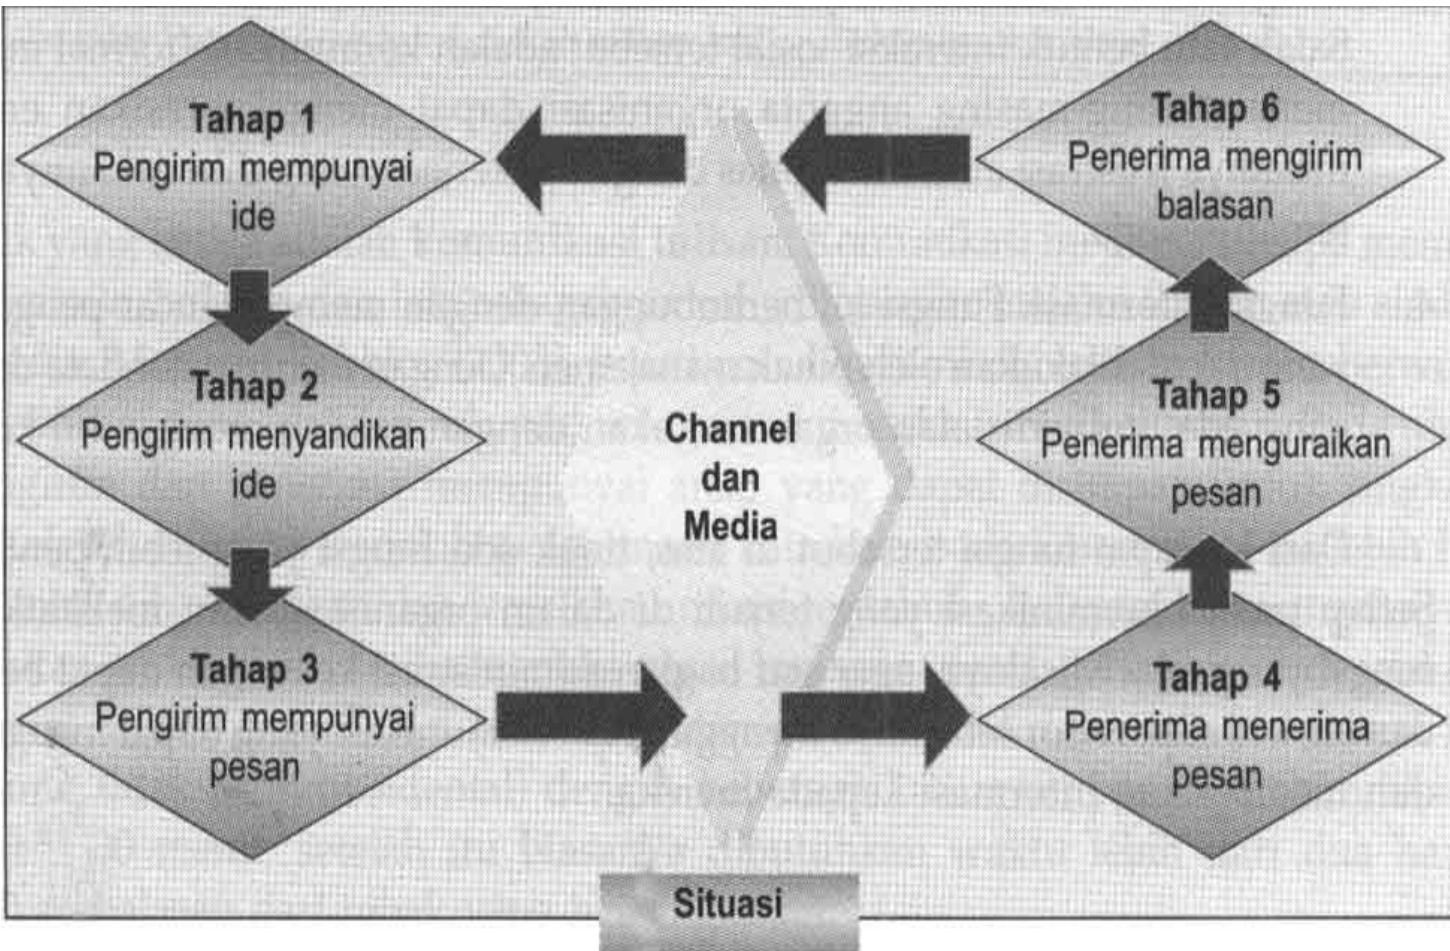 Tahap 1
Pengirim mempunyai
ide
Tahap 2
Pengirim menyandikan
ide
Tahap 3
Pengirim mempunyai
pesan
Channel
dan
Media
Tahap 6
Penerima mengirim
balasan
Tahap 5
Penerima menguraikan
pesan
Tahap 4
Penerima menerima
pesan
Situasi